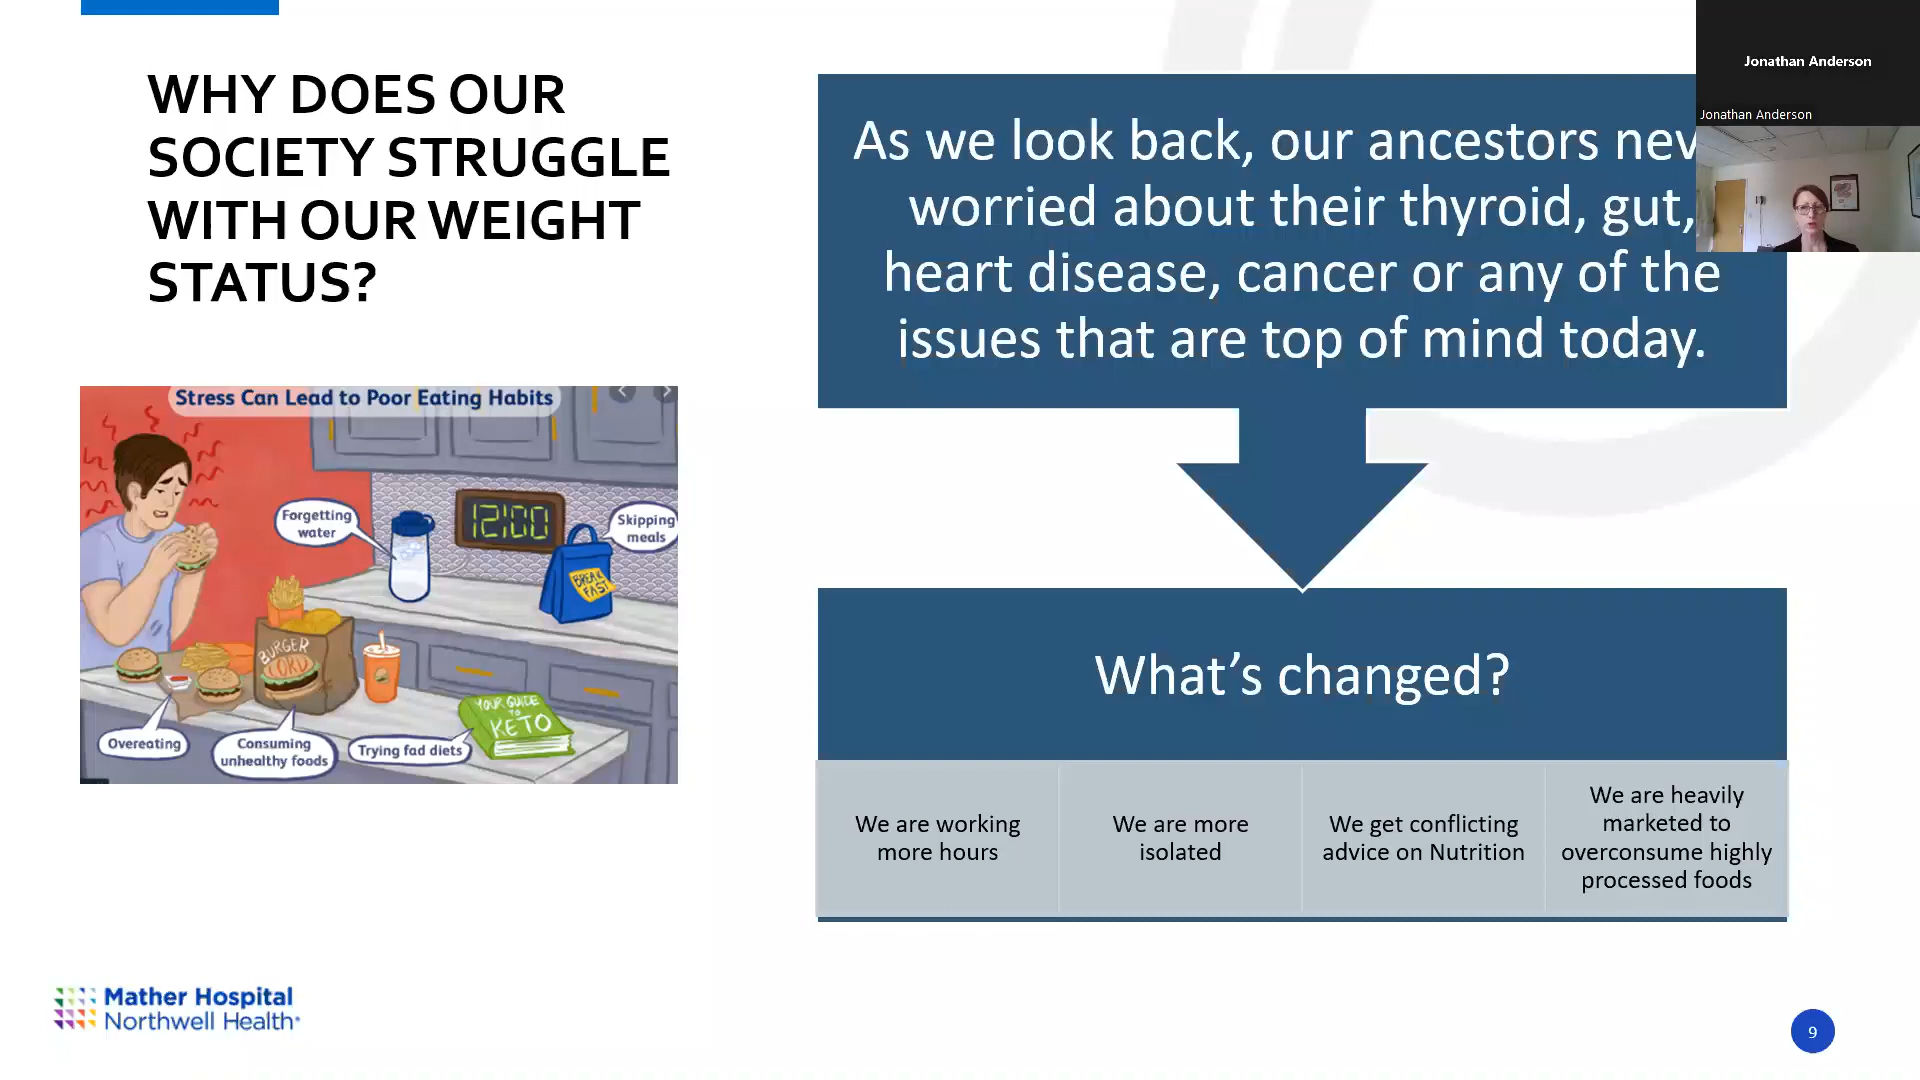 WHY DOES OUR
SOCIETY STRUGGLE
WITH OUR WEIGHT
STATUS?
Stress Can Lead to Poor Eating Habits
Forgetting
water
12:00
Skipping
meals
BREAK
FAST
BURGER
LORD
YOUR GUIDE
TO
KETO
Overeating
Consuming
unhealthy foods
Trying fad diets
As we look back, our ancestors nev
worried about their thyroid, gut,
heart disease, cancer or any of the
issues that are top of mind today.
What's changed?
We are working
more hours
We are more
isolated
We get conflicting
advice on Nutrition
We are heavily
marketed to
overconsume highly
processed foods
Jonathan Anderson
Jonathan Anderson
Mather Hospital
Northwell Health®
9